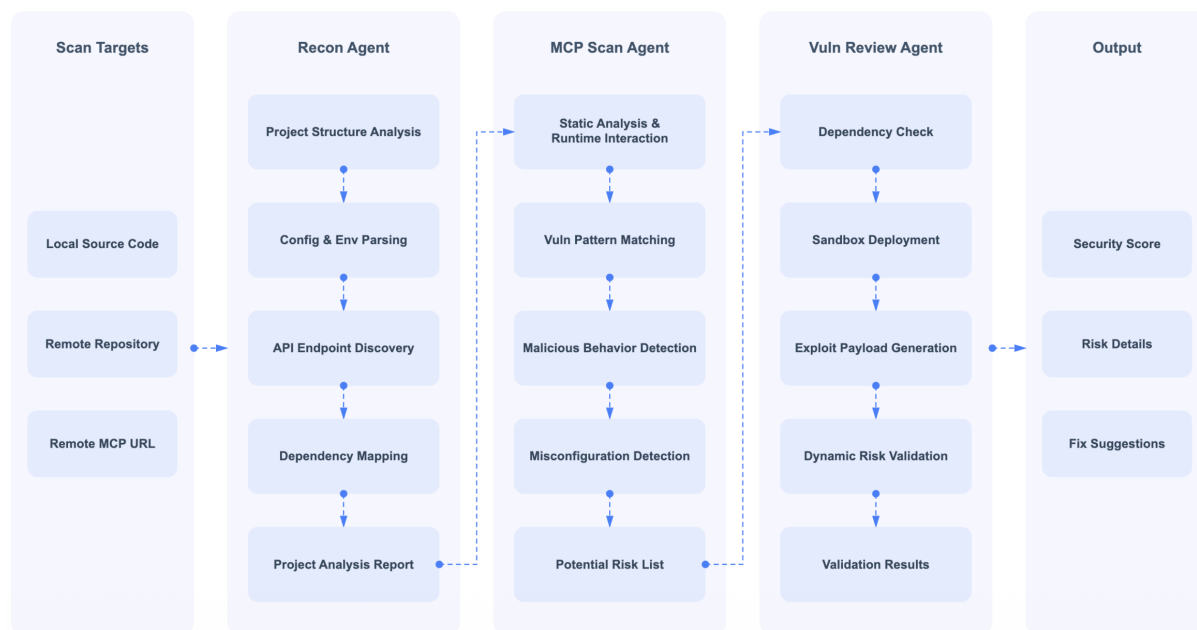 Scan Targets
Local Source Code
Remote Repository
Remote MCP URL
Recon Agent
Project Structure Analysis
Config & Env Parsing
API Endpoint Discovery
Dependency Mapping
Project Analysis Report
MCP Scan Agent
Static Analysis &
Runtime Interaction
Vuln Pattern Matching
Malicious Behavior Detection
Misconfiguration Detection
Potential Risk List
Vuln Review Agent
Dependency Check
Sandbox Deployment
Exploit Payload Generation
Dynamic Risk Validation
Validation Results
Output
Security Score
Risk Details
Fix Suggestions